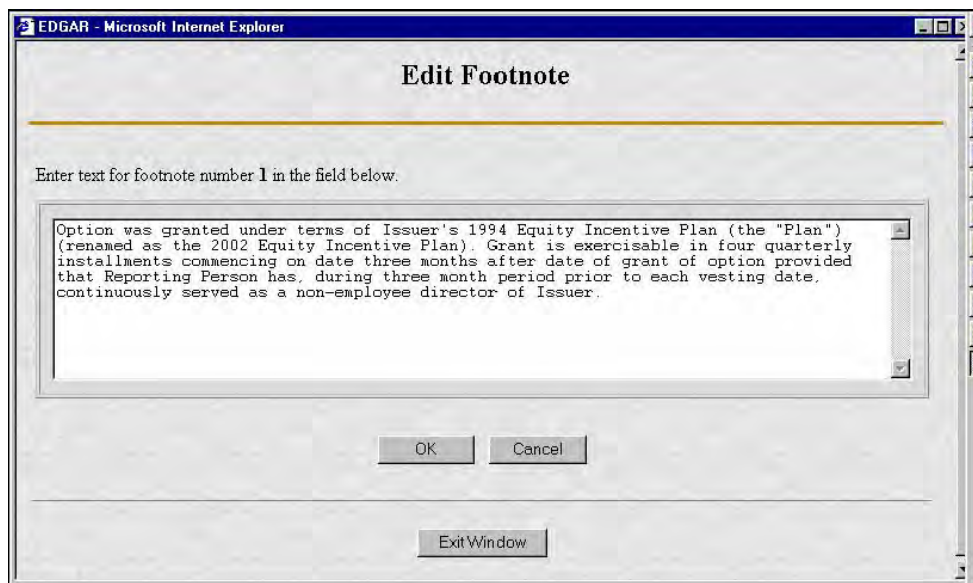 EDGAR - Microsoft Internet Explorer
Edit Footnote
Enter text for footnote number 1 in the field below.
Option was granted under terms of Issuer's 1994 Equity Incentive Plan (the "Plan")
(renamed as the 2002 Equity Incentive Plan). Grant is exercisable in four quarterly
installments commencing on date three months after date of grant of option provided
that Reporting Person has, during three month period prior to each vesting date,
continuously served as a non-employee director of Issuer.
OK Cancel
Exit Window